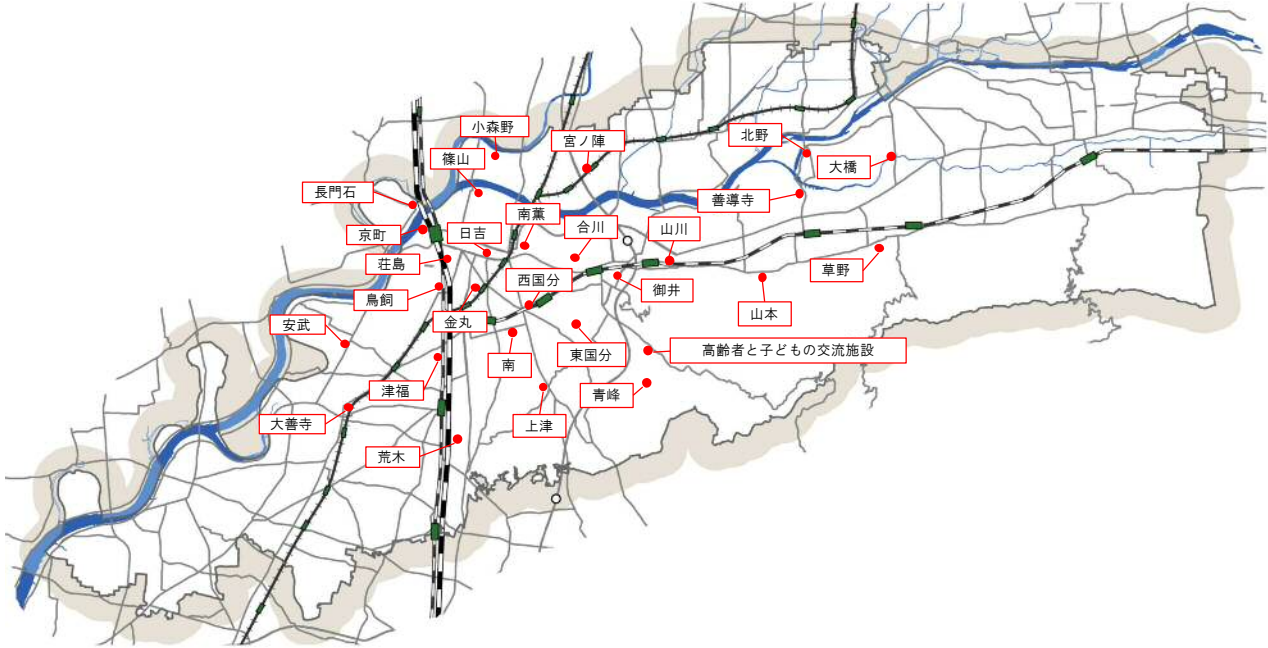 小森野
宮ノ陣
北野
篠山
大橋
長門石
善導寺
南薫
京町
日吉
合川
山川
荘島
草野
西国分
御井
鳥飼
山本
安武
金丸
高齢者と子どもの交流施設
南
東国分
津福
青峰
大善寺
上津
荒木